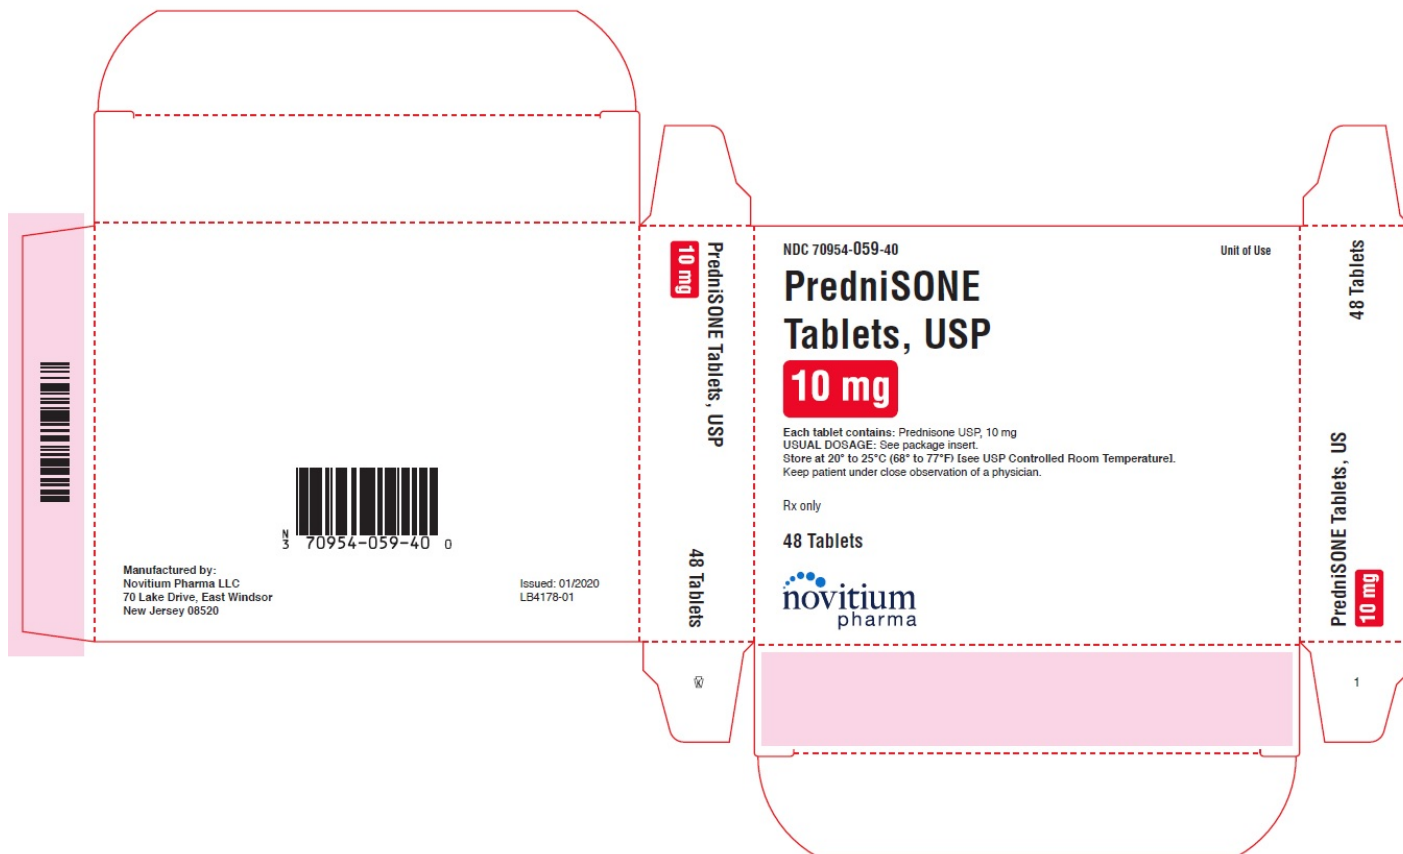 PredniSONE Tablets, USP
10 mg
48 Tablets
N
3 70954-059-40 0
Manufactured by:
Novitium Pharma LLC
70 Lake Drive, East Windsor
New Jersey 08520
Issued: 01/2020
LB4178-01
NDC 70954-059-40
Unit of Use
PredniSONE
Tablets, USP
10 mg
Each tablet contains: Prednisone USP, 10 mg
USUAL DOSAGE: See package insert.
Store at 20° to 25°C (68° to 77°F) [see USP Controlled Room Temperature].
Keep patient under close observation of a physician.
Rx only
48 Tablets
novitium
pharma
48 Tablets
PredniSONE Tablets, US
10 mg
1